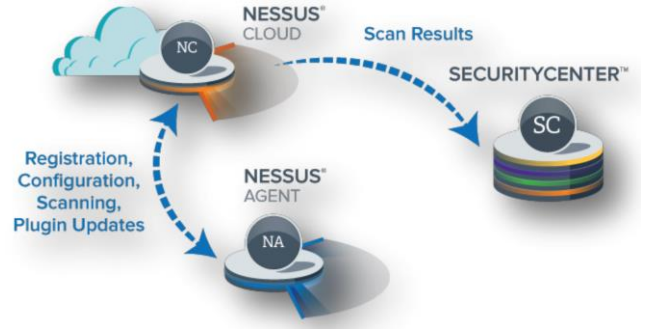 NESSUS®
CLOUD
NC
Scan Results
SECURITYCENTER™
SC
Registration,
Configuration,
Scanning,
Plugin Updates
NESSUS®
AGENT
NA